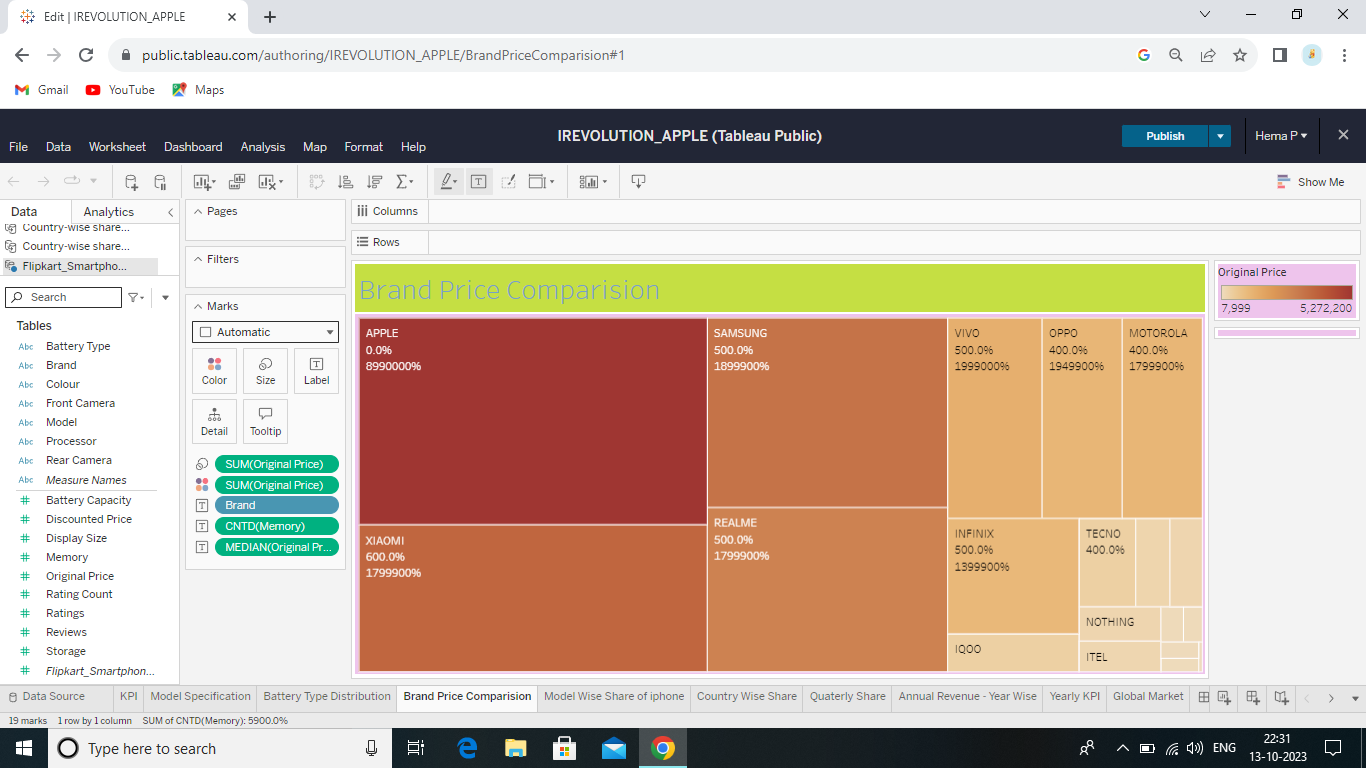 Edit | IREVOLUTION_APPLE
public.tableau.com/authoring/IREVOLUTION_APPLE/BrandPriceComparision#1
Gmail YouTube Maps
IREVOLUTION_APPLE (Tableau Public)
Publish
Hema P
File Data Worksheet Dashboard Analysis Map Format Help
Show Me
Data Analytics
Country-wise share...
Country-wise share...
Flipkart_Smartpho...
Search
Tables
Abc Battery Type
Abc Brand
Abc Colour
Abc Front Camera
Abc Model
Abc Processor
Abc Rear Camera
Abc Measure Names
# Battery Capacity
# Discounted Price
# Display Size
# Memory
# Original Price
# Rating Count
# Ratings
# Reviews
# Storage
# Flipkart_Smartphon...
Pages
Filters
Marks
Automatic
Color Size Label
Detail Tooltip
SUM(Original Price)
SUM(Original Price)
Brand
CNTD(Memory)
MEDIAN(Original Pr...
Columns
Rows
Brand Price Comparision
APPLE
0.0%
8990000%
XIAOMI
600.0%
1799900%
SAMSUNG
500.0%
1899900%
REALME
500.0%
1799900%
VIVO
500.0%
1999000%
OPPO
400.0%
1949900%
MOTOROLA
400.0%
1799900%
INFINIX
500.0%
1399900%
TECNO
400.0%
NOTHING
IQOO
ITEL
Original Price
7,999 5,272,200
Data Source KPI Model Specification Battery Type Distribution Brand Price Comparision Model Wise Share of iphone Country Wise Share Quaterly Share Annual Revenue - Year Wise Yearly KPI Global Market
19 marks 1 row by 1 column SUM of CNTD(Memory): 5900.0%
Type here to search
ENG
22:31
13-10-2023